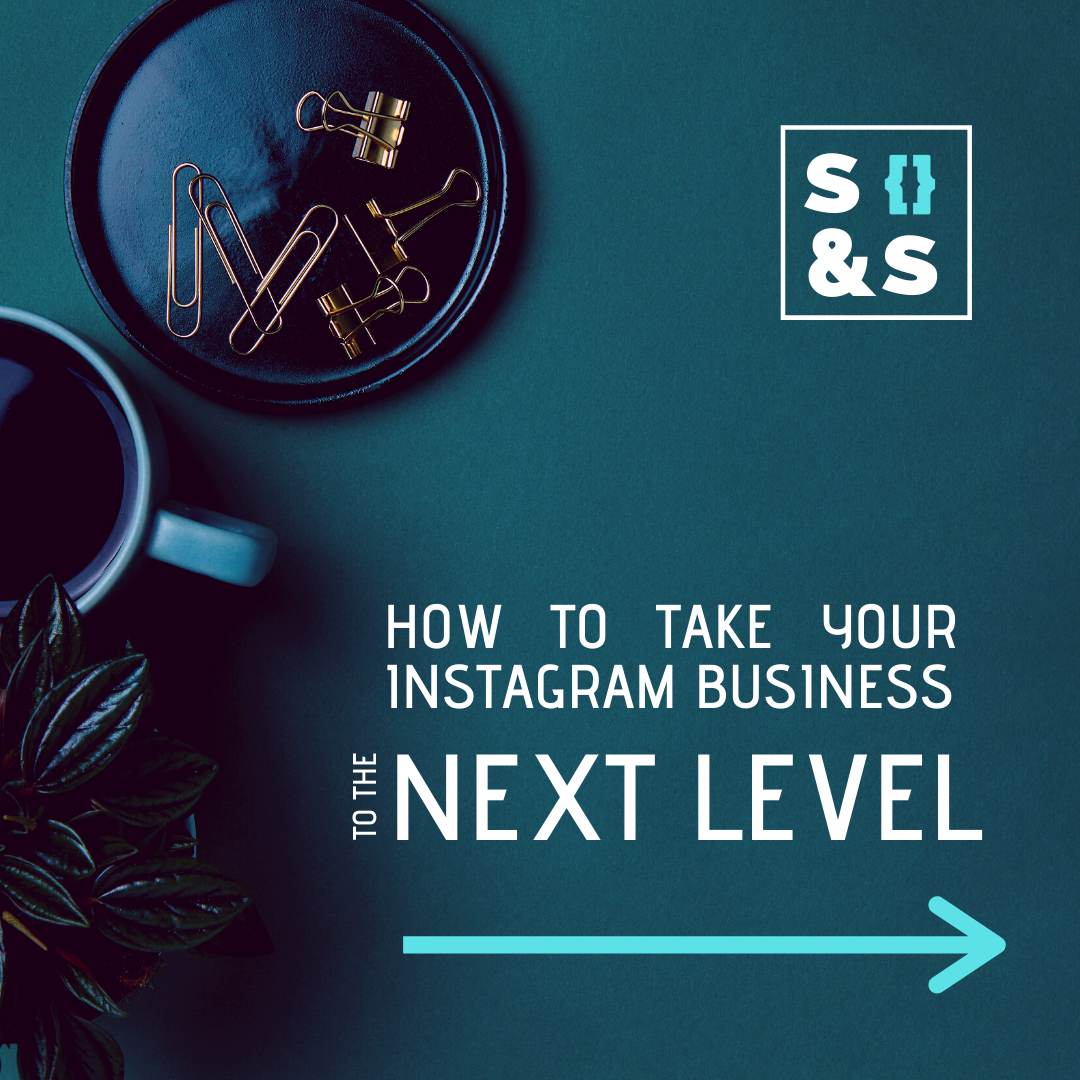 S {}
&S
HOW TO TAKE YOUR
INSTAGRAM BUSINESS
TO THE
NEXT LEVEL